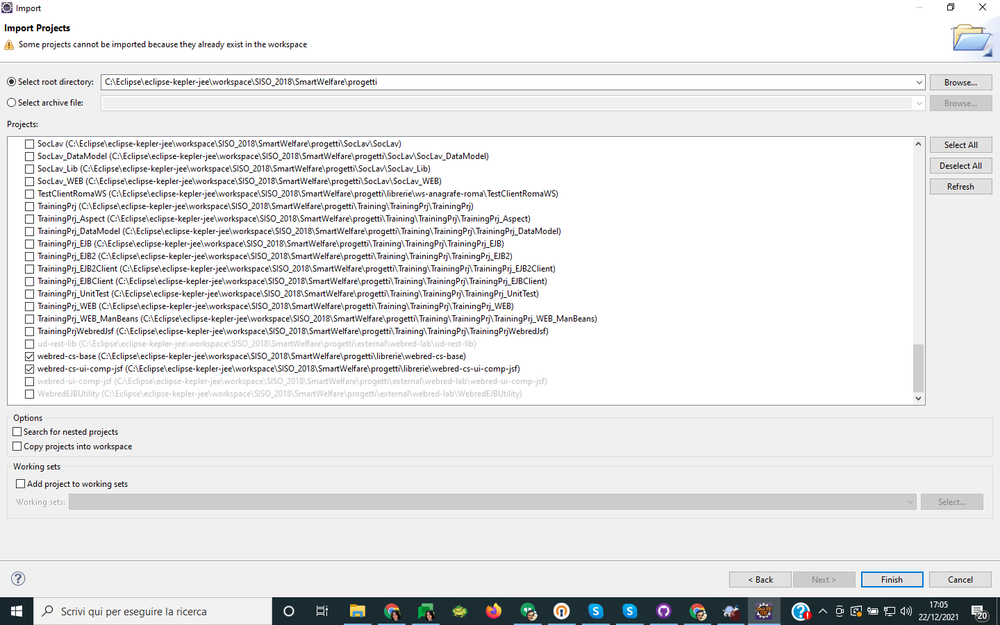 Import
Import Projects
Some projects cannot be imported because they already exist in the workspace
Select root directory: C:\Eclipse\eclipse-kepler-jee\workspace\SISO_2018\SmartWelfare\progetti Browse...
Select archive file: Browse...
Projects:
SocLav (C:\Eclipse\eclipse-kepler-jee\workspace\SISO_2018\SmartWelfare\progetti\SocLav\SocLav)
SocLav_DataModel (C:\Eclipse\eclipse-kepler-jee\workspace\SISO_2018\SmartWelfare\progetti\SocLav\SocLav_DataModel)
SocLav_Lib (C:\Eclipse\eclipse-kepler-jee\workspace\SISO_2018\SmartWelfare\progetti\SocLav\SocLav_Lib)
SocLav_WEB (C:\Eclipse\eclipse-kepler-jee\workspace\SISO_2018\SmartWelfare\progetti\SocLav\SocLav_WEB)
TestClientRomaWS (C:\Eclipse\eclipse-kepler-jee\workspace\SISO_2018\SmartWelfare\progetti\librerie\ws-anagrafe-roma\TestClientRomaWS)
TrainingPrj (C:\Eclipse\eclipse-kepler-jee\workspace\SISO_2018\SmartWelfare\progetti\Training\TrainingPrj\TrainingPrj)
TrainingPrj_Aspect (C:\Eclipse\eclipse-kepler-jee\workspace\SISO_2018\SmartWelfare\progetti\Training\TrainingPrj\TrainingPrj_Aspect)
TrainingPrj_DataModel (C:\Eclipse\eclipse-kepler-jee\workspace\SISO_2018\SmartWelfare\progetti\Training\TrainingPrj\TrainingPrj_DataModel)
TrainingPrj_EJB (C:\Eclipse\eclipse-kepler-jee\workspace\SISO_2018\SmartWelfare\progetti\Training\TrainingPrj\TrainingPrj_EJB)
TrainingPrj_EJB2 (C:\Eclipse\eclipse-kepler-jee\workspace\SISO_2018\SmartWelfare\progetti\Training\TrainingPrj\TrainingPrj_EJB2)
TrainingPrj_EJB2Client (C:\Eclipse\eclipse-kepler-jee\workspace\SISO_2018\SmartWelfare\progetti\Training\TrainingPrj\TrainingPrj_EJB2Client)
TrainingPrj_EJBClient (C:\Eclipse\eclipse-kepler-jee\workspace\SISO_2018\SmartWelfare\progetti\Training\TrainingPrj\TrainingPrj_EJBClient)
TrainingPrj_UnitTest (C:\Eclipse\eclipse-kepler-jee\workspace\SISO_2018\SmartWelfare\progetti\Training\TrainingPrj\TrainingPrj_UnitTest)
TrainingPrj_WEB (C:\Eclipse\eclipse-kepler-jee\workspace\SISO_2018\SmartWelfare\progetti\Training\TrainingPrj\TrainingPrj_WEB)
TrainingPrj_WEB_ManBeans (C:\Eclipse\eclipse-kepler-jee\workspace\SISO_2018\SmartWelfare\progetti\Training\TrainingPrj\TrainingPrj_WEB_ManBeans)
TrainingPrjWebredJsf (C:\Eclipse\eclipse-kepler-jee\workspace\SISO_2018\SmartWelfare\progetti\Training\TrainingPrj\TrainingPrjWebredJsf)
ud-rest-lib (C:\Eclipse\eclipse-kepler-jee\workspace\SISO_2018\SmartWelfare\progetti\external\webred-lab\ud-rest-lib)
webred-cs-base (C:\Eclipse\eclipse-kepler-jee\workspace\SISO_2018\SmartWelfare\progetti\librerie\webred-cs-base)
webred-cs-ui-comp-jsf (C:\Eclipse\eclipse-kepler-jee\workspace\SISO_2018\SmartWelfare\progetti\librerie\webred-cs-ui-comp-jsf)
webred-ui-comp-jsf (C:\Eclipse\eclipse-kepler-jee\workspace\SISO_2018\SmartWelfare\progetti\external\webred-lab\webred-ui-comp-jsf)
WebredEJBUtility (C:\Eclipse\eclipse-kepler-jee\workspace\SISO_2018\SmartWelfare\progetti\external\webred-lab\WebredEJBUtility)
Select All
Deselect All
Refresh
Options
Search for nested projects
Copy projects into workspace
Working sets
Add project to working sets
Working sets: Select...
< Back Next > Finish Cancel
Scrivi qui per eseguire la ricerca
17:05
22/12/2021
20